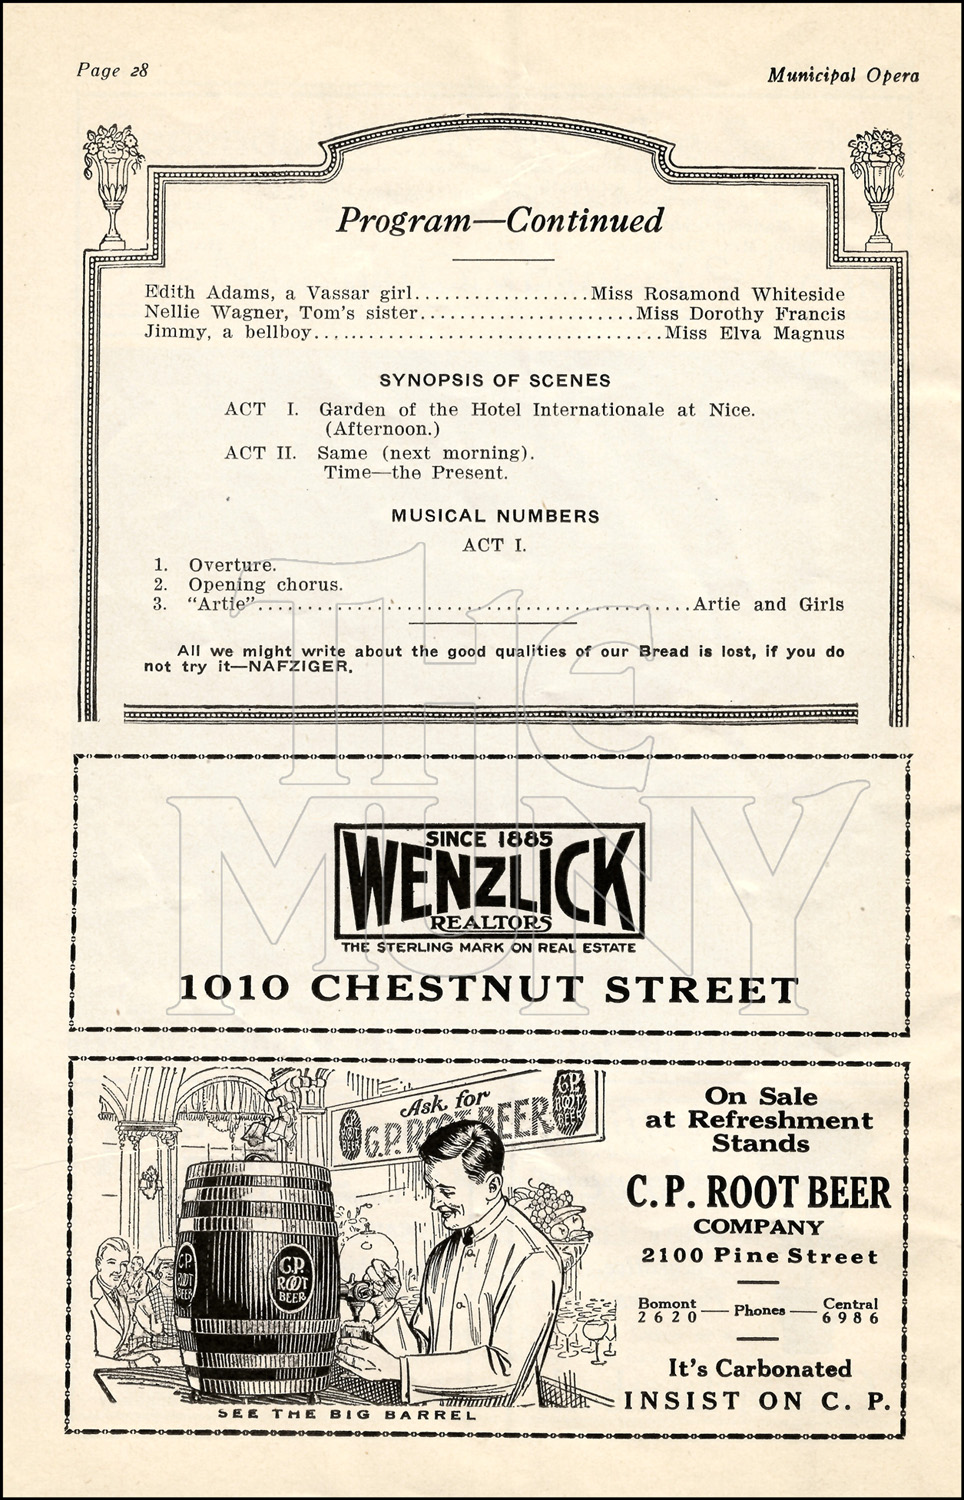 Page 28
Municipal Opera
Program—Continued
Edith Adams, a Vassar girl..................Miss Rosamond Whiteside
Nellie Wagner, Tom's sister......................Miss Dorothy Francis
Jimmy, a bellboy...................................Miss Elva Magnus
SYNOPSIS OF SCENES
ACT I. Garden of the Hotel Internationale at Nice.
(Afternoon.)
ACT II. Same (next morning).
Time—the Present.
MUSICAL NUMBERS
ACT I.
1. Overture.
2. Opening chorus.
3. "Artie"............................................Artie and Girls
All we might write about the good qualities of our Bread is lost, if you do
not try it—NAFZIGER.
The
MUNY
SINCE 1885
WENZLICK
REALTORS
THE STERLING MARK ON REAL ESTATE
1010 CHESTNUT STREET
Ask for
G.P. ROOT BEER
G.P.
ROOT
BEER
G.P.
ROOT
BEER
SEE THE BIG BARREL
On Sale
at Refreshment
Stands
C. P. ROOT BEER
COMPANY
2100 Pine Street
Bomont — Phones — Central
2620 6986
It's Carbonated
INSIST ON C. P.